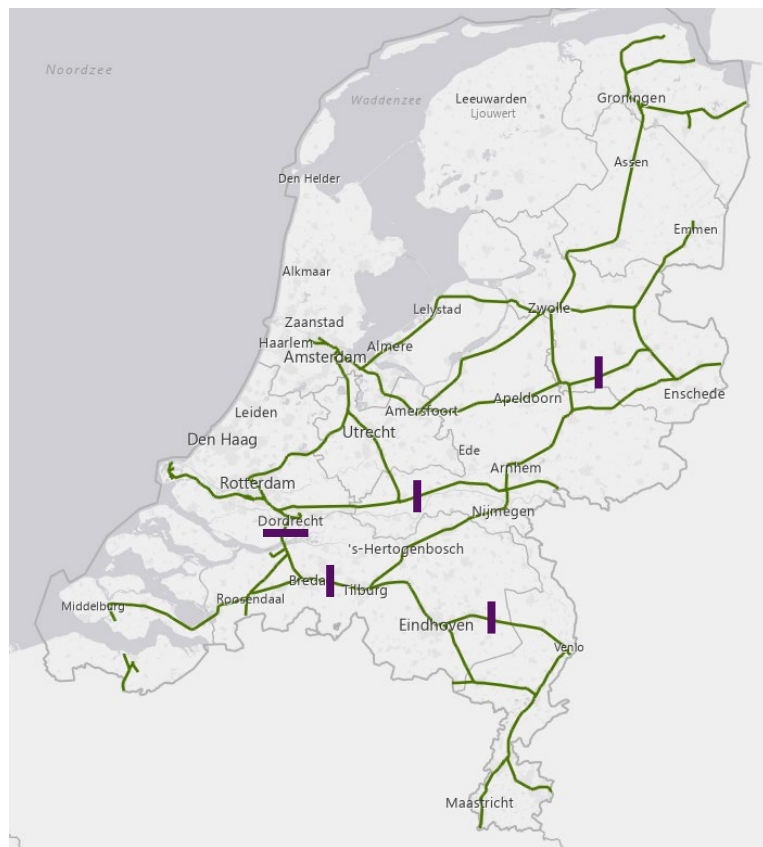 Noordzee
Waddenzee
Leeuwarden
Ljouwert
Groningen
Assen
Den Helder
Emmen
Alkmaar
Lelystad
Zwolle
Zaanstad
Haarlem
Almere
Amsterdam
Apeldoorn
Enschede
Amersfoort
Leiden
Utrecht
Den Haag
Ede
Arnhem
Rotterdam
Nijmegen
Dordrecht
's-Hertogenbosch
Breda
Tilburg
Roosendaal
Middelburg
Eindhoven
Venlo
Maastricht